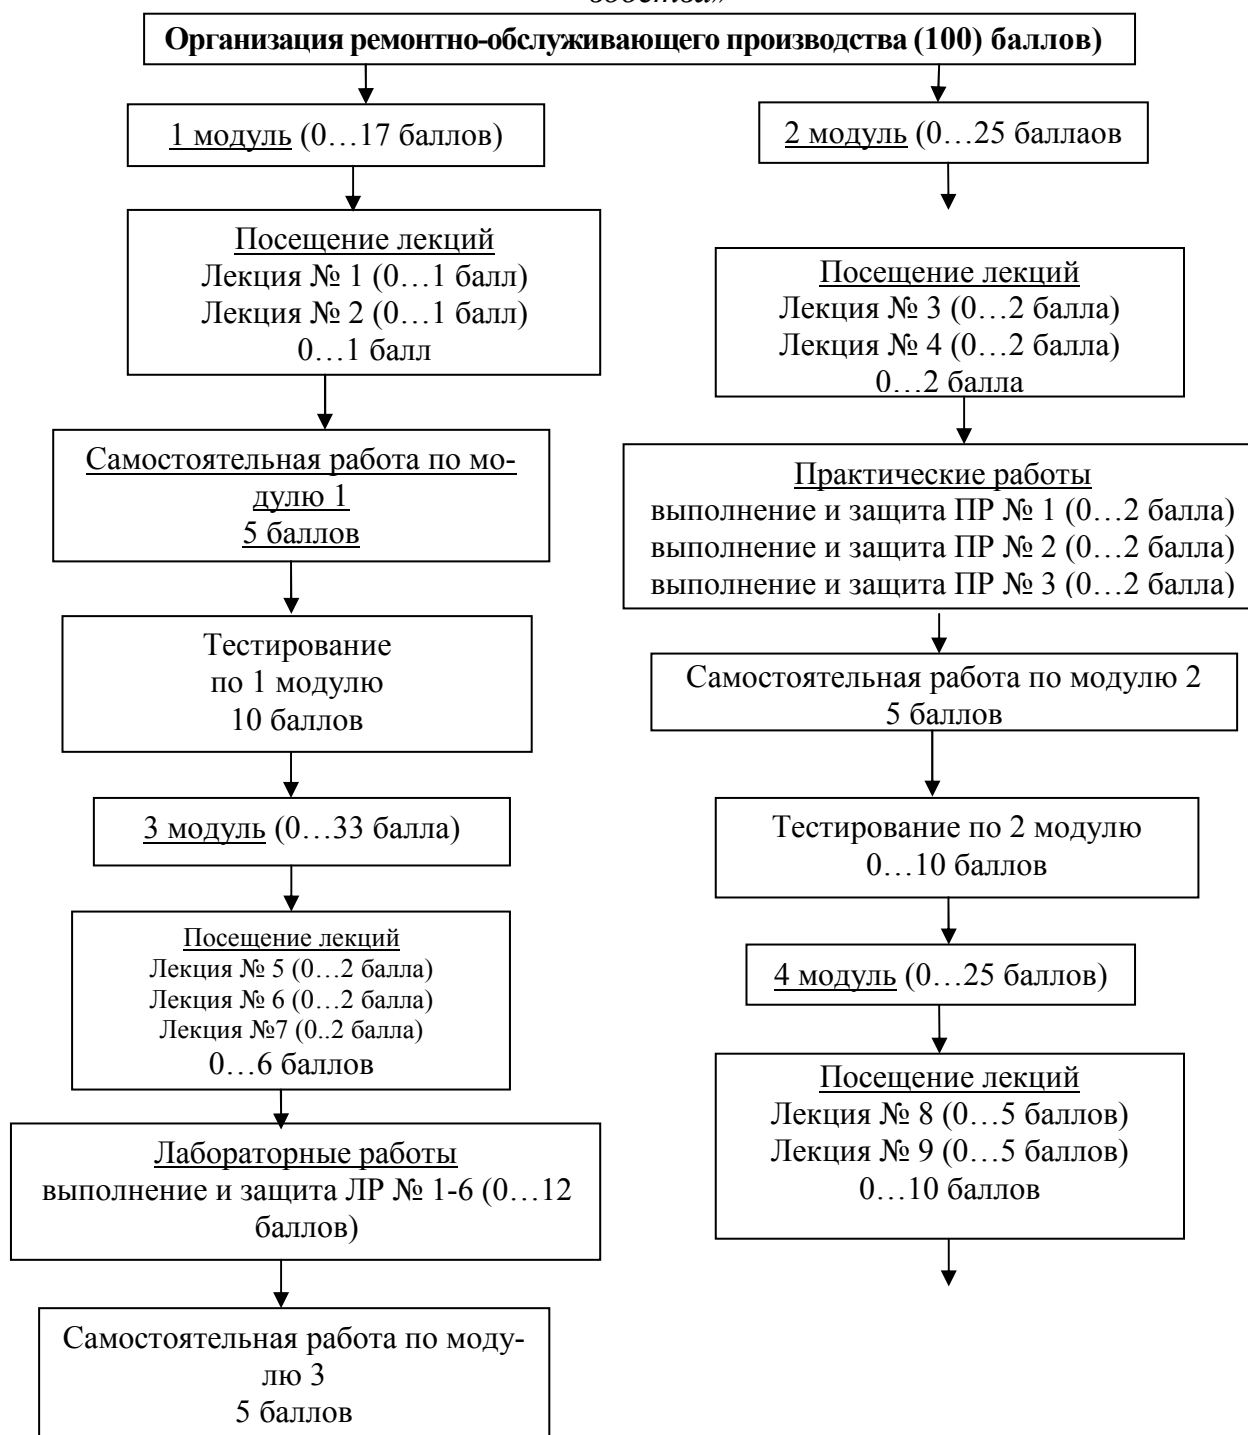 Организация ремонтно-обслуживающего производства (100) баллов)
1 модуль (0…17 баллов)
Посещение лекций
Лекция № 1 (0…1 балл)
Лекция № 2 (0…1 балл)
0…1 балл
Самостоятельная работа по мо-
дулю 1
5 баллов
Тестирование
по 1 модулю
10 баллов
3 модуль (0…33 балла)
Посещение лекций
Лекция № 5 (0…2 балла)
Лекция № 6 (0…2 балла)
Лекция №7 (0..2 балла)
0…6 баллов
Лабораторные работы
выполнение и защита ЛР № 1-6 (0…12
баллов)
Самостоятельная работа по моду-
лю 3
5 баллов
2 модуль (0…25 баллаов
Посещение лекций
Лекция № 3 (0…2 балла)
Лекция № 4 (0…2 балла)
0…2 балла
Практические работы
выполнение и защита ПР № 1 (0…2 балла)
выполнение и защита ПР № 2 (0…2 балла)
выполнение и защита ПР № 3 (0…2 балла)
Самостоятельная работа по модулю 2
5 баллов
Тестирование по 2 модулю
0…10 баллов
4 модуль (0…25 баллов)
Посещение лекций
Лекция № 8 (0…5 баллов)
Лекция № 9 (0…5 баллов)
0…10 баллов